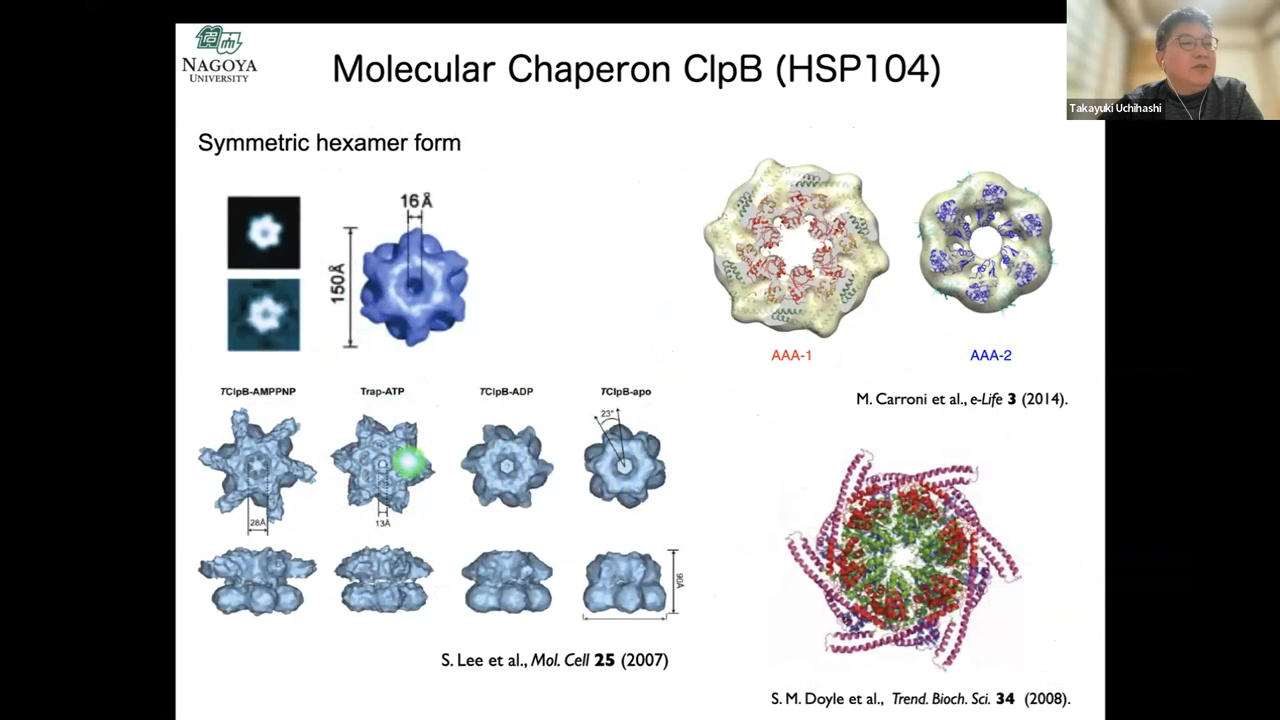 NAGOYA
UNIVERSITY
Molecular Chaperon ClpB (HSP104)
Takayuki Uchihashi
Symmetric hexamer form
16 Å
150Å
AAA-1
AAA-2
M. Carroni et al., e-Life 3 (2014).
TClpB-AMPPNP
Trap-ATP
TClpB-ADP
TClpB-apo
23°
28Å
13Å
90Å
S. Lee et al., Mol. Cell 25 (2007)
S. M. Doyle et al., Trend. Bioch. Sci. 34 (2008).